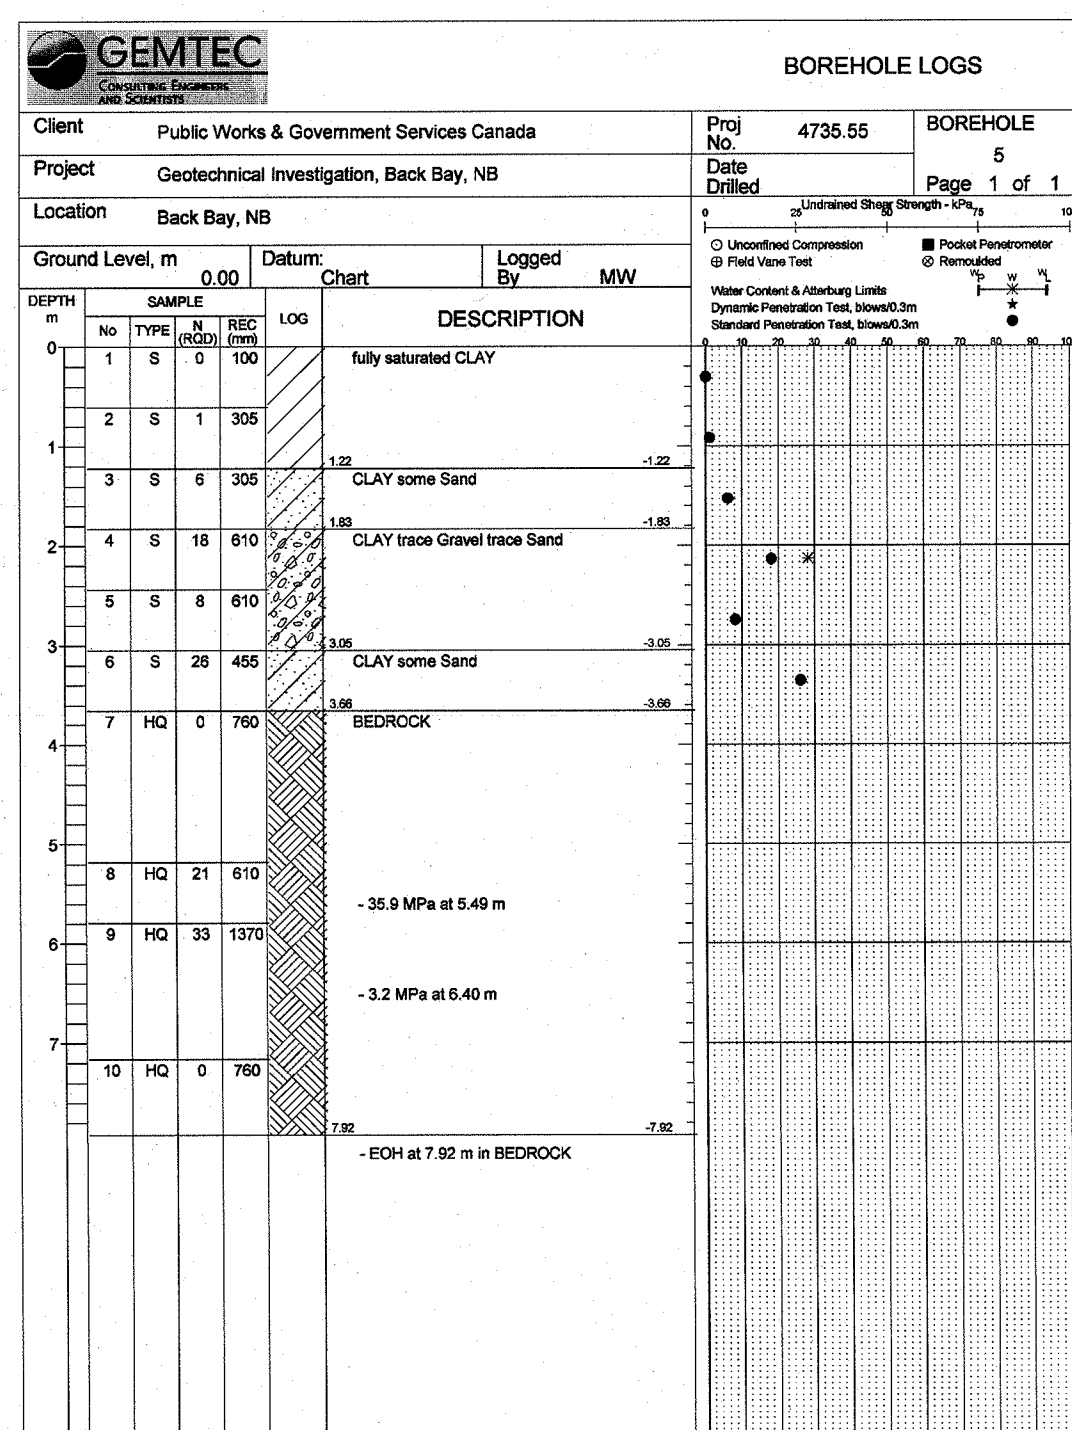 GEMTEC
CONSULTING ENGINEERS
AND SCIENTISTS
BOREHOLE LOGS
Client Public Works & Government Services Canada
Proj No. 4735.55
BOREHOLE
5
Page 1 of 1
Project Geotechnical Investigation, Back Bay, NB
Date Drilled
Location Back Bay, NB
Ground Level, m 0.00
Datum: Chart
Logged By MW
Undrained Shear Strength - kPa
0 25 50 75 10
Unconfined Compression Pocket Penetrometer
Field Vane Test Remoulded
Wp W WL
Water Content & Atterburg Limits
Dynamic Penetration Test, blows/0.3m
Standard Penetration Test, blows/0.3m
0 10 20 30 40 50 60 70 80 90 10
DEPTH m
SAMPLE
No TYPE N (RQD) REC (mm)
LOG
DESCRIPTION
0
1 S 0 100 fully saturated CLAY
2 S 1 305
1
1.22 -1.22
3 S 6 305 CLAY some Sand
1.83 -1.83
4 S 18 610 CLAY trace Gravel trace Sand
2
5 S 8 610
3
3.05 -3.05
6 S 26 455 CLAY some Sand
3.66 -3.66
7 HQ 0 760 BEDROCK
4
5
8 HQ 21 610
- 35.9 MPa at 5.49 m
9 HQ 33 1370
6
- 3.2 MPa at 6.40 m
7
10 HQ 0 760
7.92 -7.92
- EOH at 7.92 m in BEDROCK